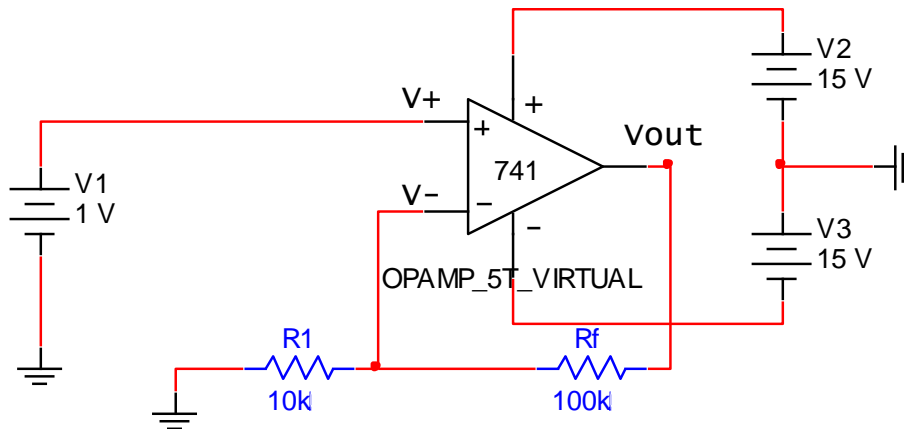 V2
15 V
V+
+
+
Vout
741
V1
1 V
V-
-
-
V3
15 V
OPAMP_5T_VIRTUAL
R1
10k
Rf
100k